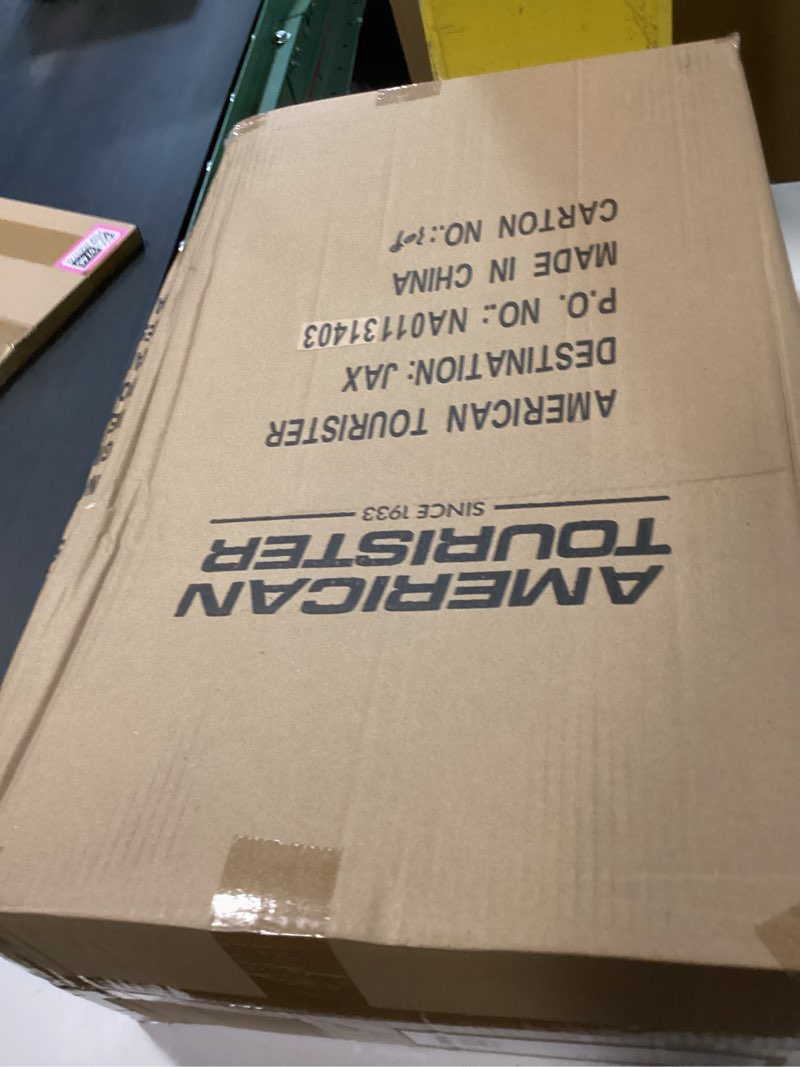 AMERICAN
TOURISTER
SINCE 1933
AMERICAN TOURISTER
DESTINATION: JAX
P.O. NO.: NA01131403
MADE IN CHINA
CARTON NO.: